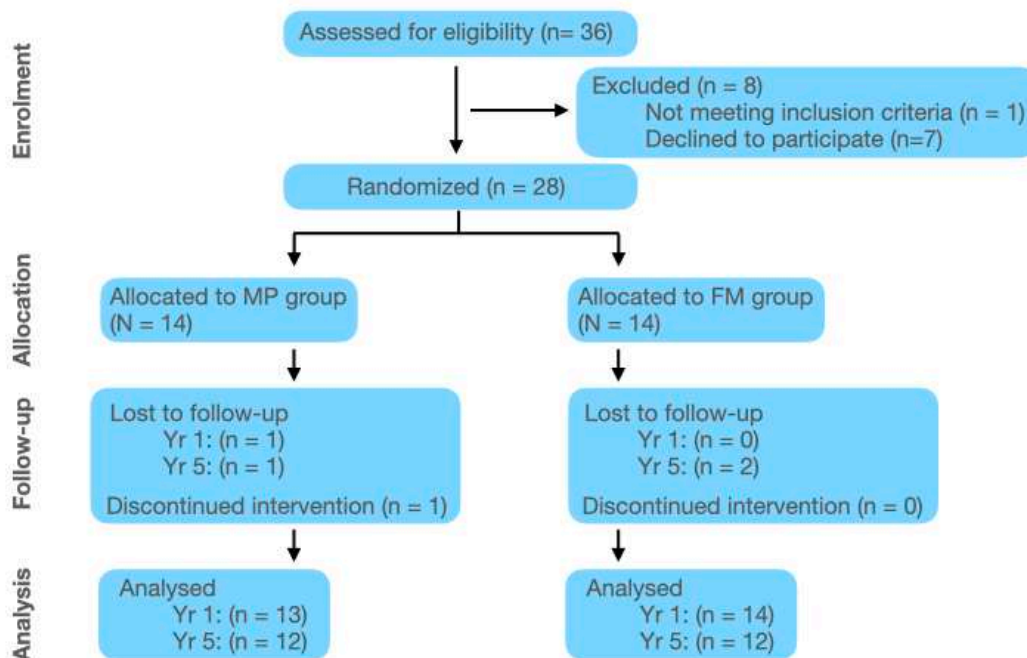 Enrolment
Assessed for eligibility (n= 36)
Excluded (n = 8)
Not meeting inclusion criteria (n = 1)
Declined to participate (n=7)
Randomized (n = 28)
Allocation
Allocated to MP group
(N = 14)
Allocated to FM group
(N = 14)
Follow-up
Lost to follow-up
Yr 1: (n = 1)
Yr 5: (n = 1)
Discontinued intervention (n = 1)
Lost to follow-up
Yr 1: (n = 0)
Yr 5: (n = 2)
Discontinued intervention (n = 0)
Analysis
Analysed
Yr 1: (n = 13)
Yr 5: (n = 12)
Analysed
Yr 1: (n = 14)
Yr 5: (n = 12)